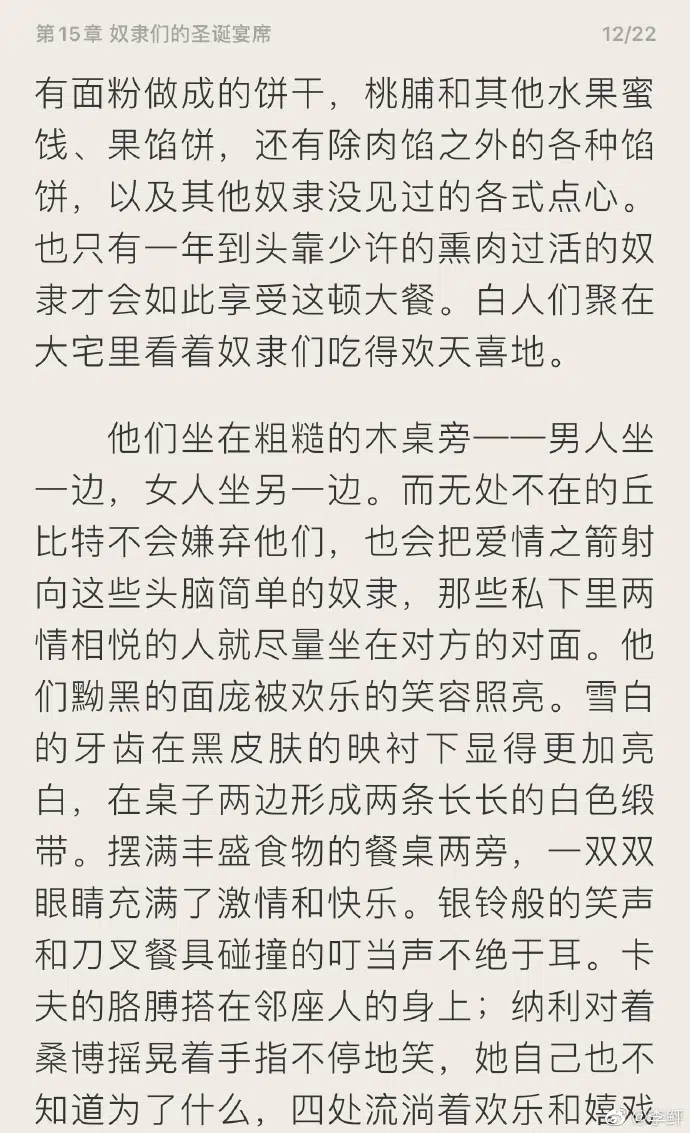 第15章 奴隶们的圣诞宴席
12/22
有面粉做成的饼干，桃脯和其他水果蜜
饯、果馅饼，还有除肉馅之外的各种馅
饼，以及其他奴隶没见过的各式点心。
也只有一年到头靠少许的熏肉过活的奴
隶才会如此享受这顿大餐。白人们聚在
大宅里看着奴隶们吃得欢天喜地。
他们坐在粗糙的木桌旁——男人坐
一边，女人坐另一边。而无处不在的丘
比特不会嫌弃他们，也会把爱情之箭射
向这些头脑简单的奴隶，那些私下里两
情相悦的人就尽量坐在对方的对面。他
们黝黑的面庞被欢乐的笑容照亮。雪白
的牙齿在黑皮肤的映衬下显得更加亮
白，在桌子两边形成两条长长的白色缎
带。摆满丰盛食物的餐桌两旁，一双双
眼睛充满了激情和快乐。银铃般的笑声
和刀叉餐具碰撞的叮当声不绝于耳。卡
夫的胳膊搭在邻座人的身上；纳利对着
桑博摇晃着手指不停地笑，她自己也不
知道为了什么，四处流淌着欢乐和嬉戏
@李鲆